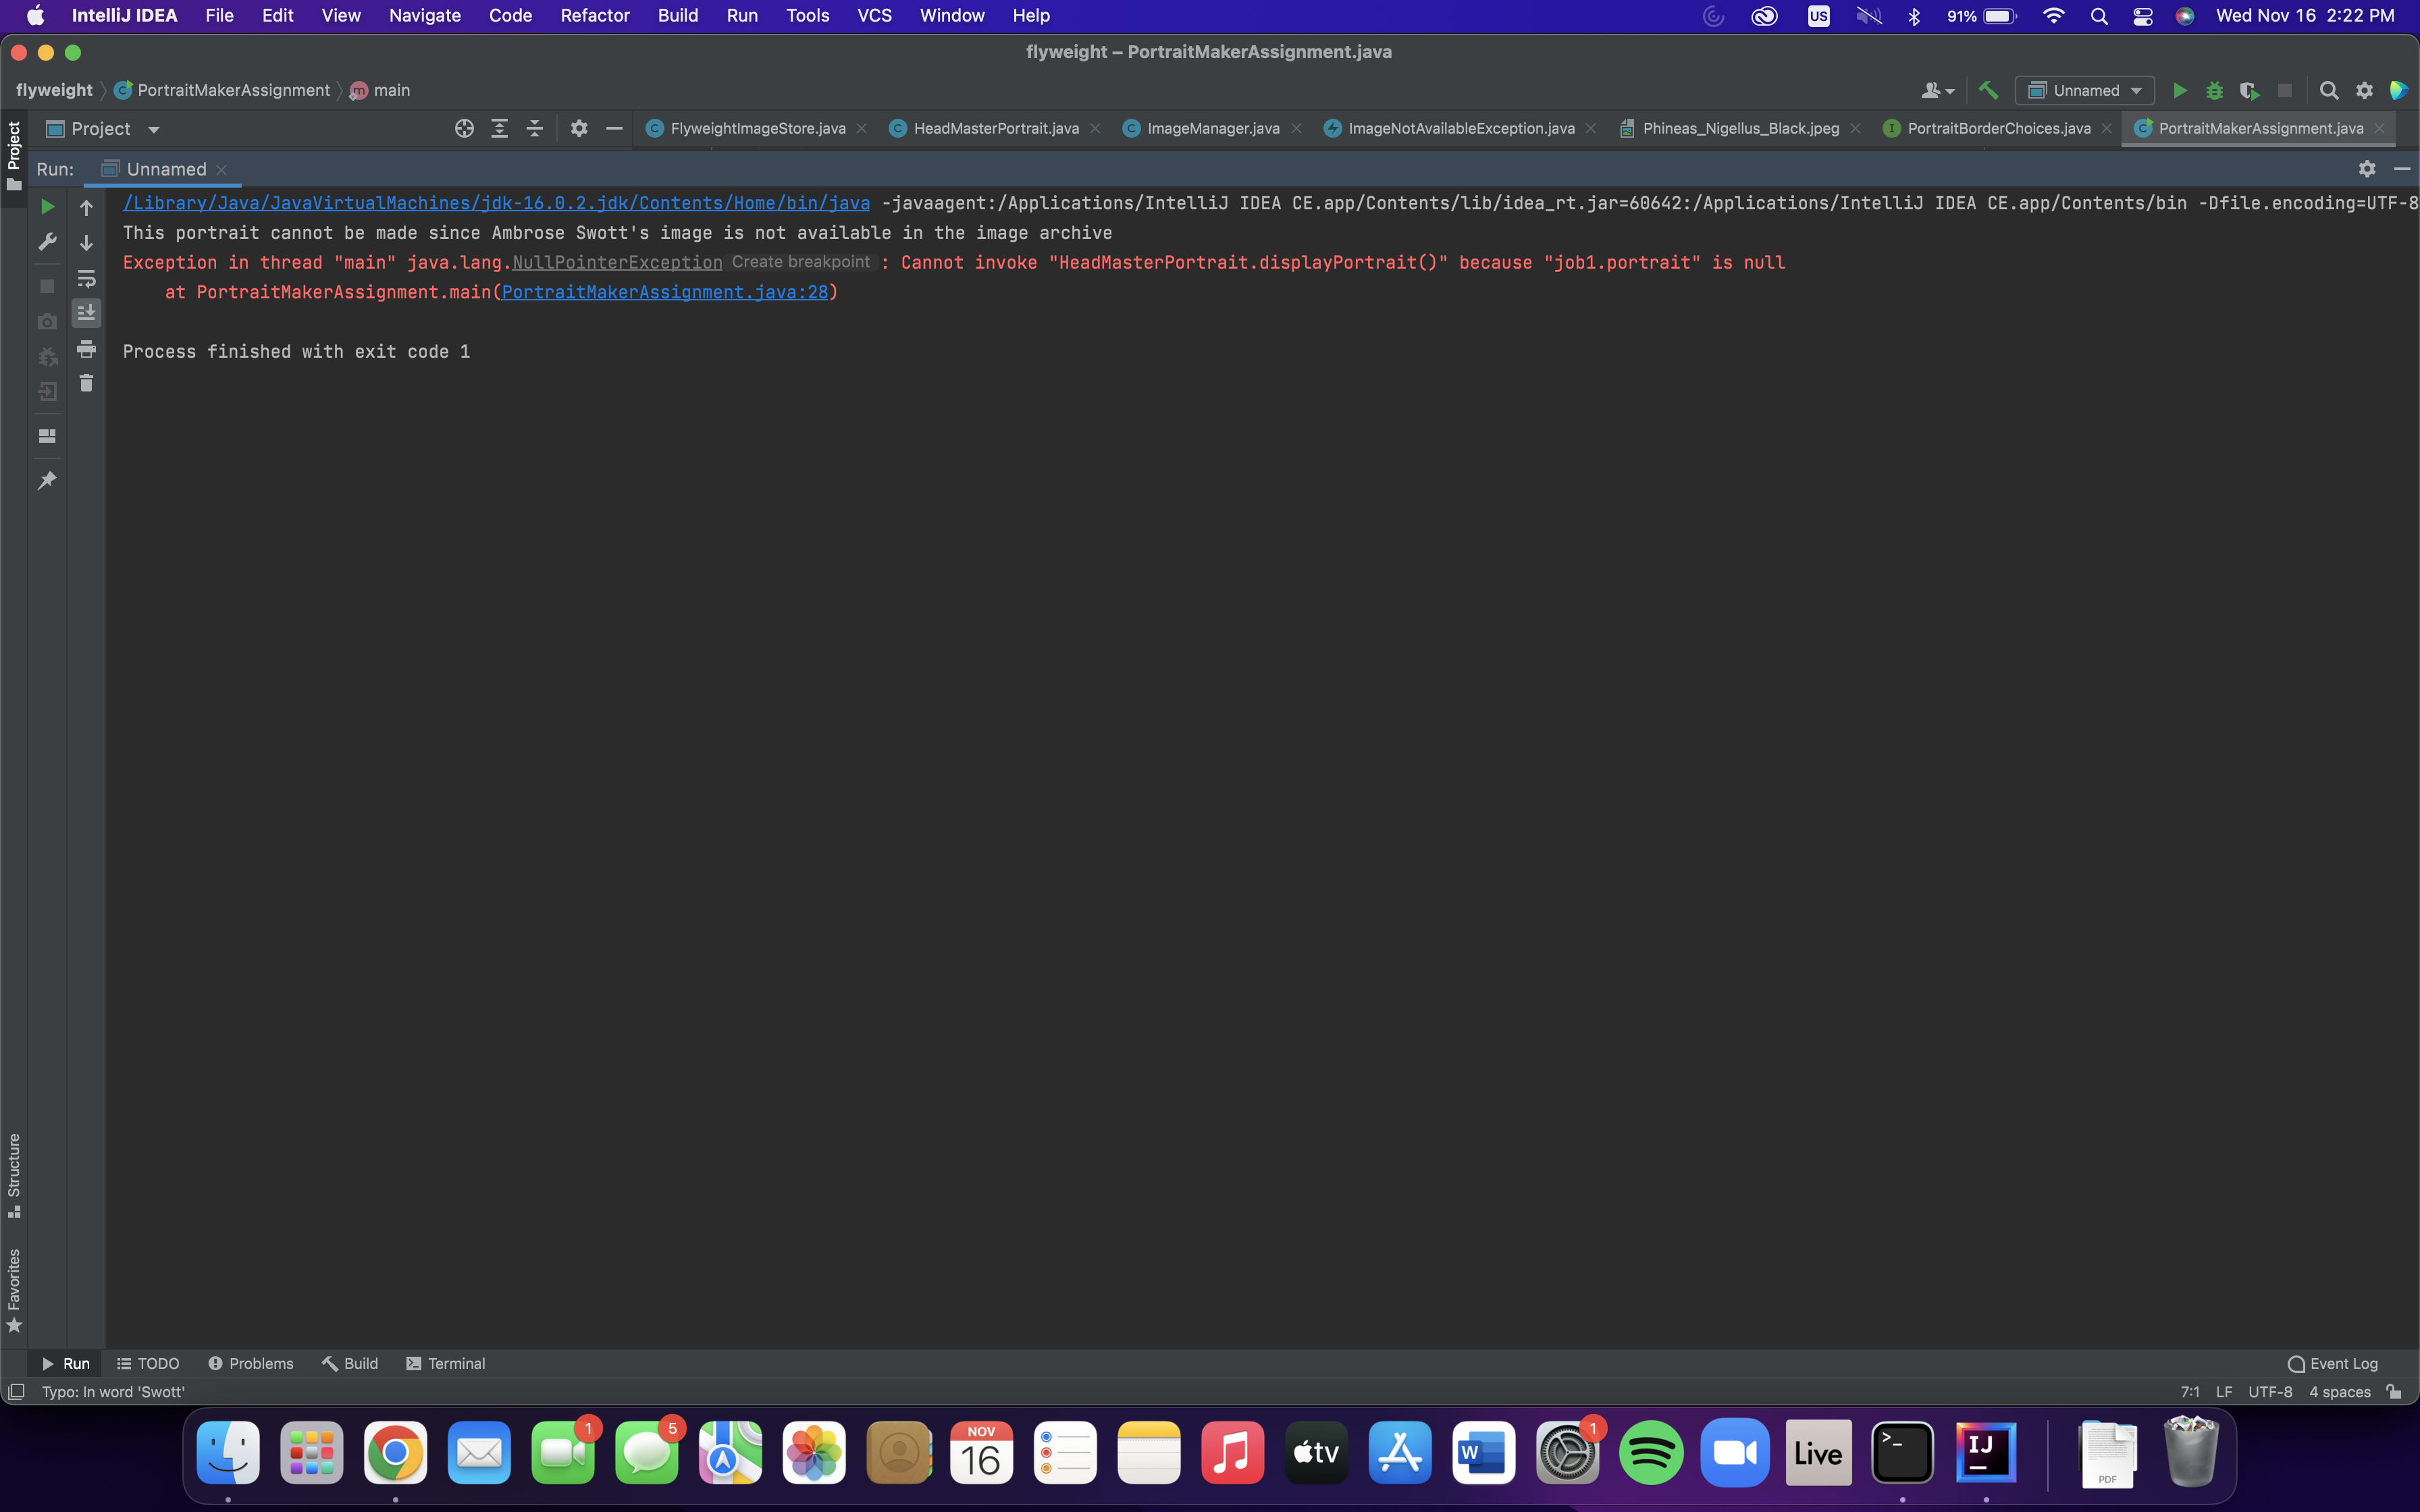 IntelliJ IDEA File Edit View Navigate Code Refactor Build Run Tools VCS Window Help US 91% Wed Nov 16 2:22 PM
flyweight – PortraitMakerAssignment.java
flyweight PortraitMakerAssignment m main Unnamed
Project
Project FlyweightImageStore.java HeadMasterPortrait.java ImageManager.java ImageNotAvailableException.java Phineas_Nigellus_Black.jpeg PortraitBorderChoices.java PortraitMakerAssignment.java
Run: Unnamed
/Library/Java/JavaVirtualMachines/jdk-16.0.2.jdk/Contents/Home/bin/java -javaagent:/Applications/IntelliJ IDEA CE.app/Contents/lib/idea_rt.jar=60642:/Applications/IntelliJ IDEA CE.app/Contents/bin -Dfile.encoding=UTF-8
This portrait cannot be made since Ambrose Swott's image is not available in the image archive
Exception in thread "main" java.lang.NullPointerException Create breakpoint : Cannot invoke "HeadMasterPortrait.displayPortrait()" because "job1.portrait" is null
at PortraitMakerAssignment.main(PortraitMakerAssignment.java:28)
Process finished with exit code 1
Structure
Favorites
Run TODO Problems Build Terminal Event Log
Typo: In word 'Swott' 7:1 LF UTF-8 4 spaces
1 5 NOV 16 tv W 1 Live >_ IJ PDF